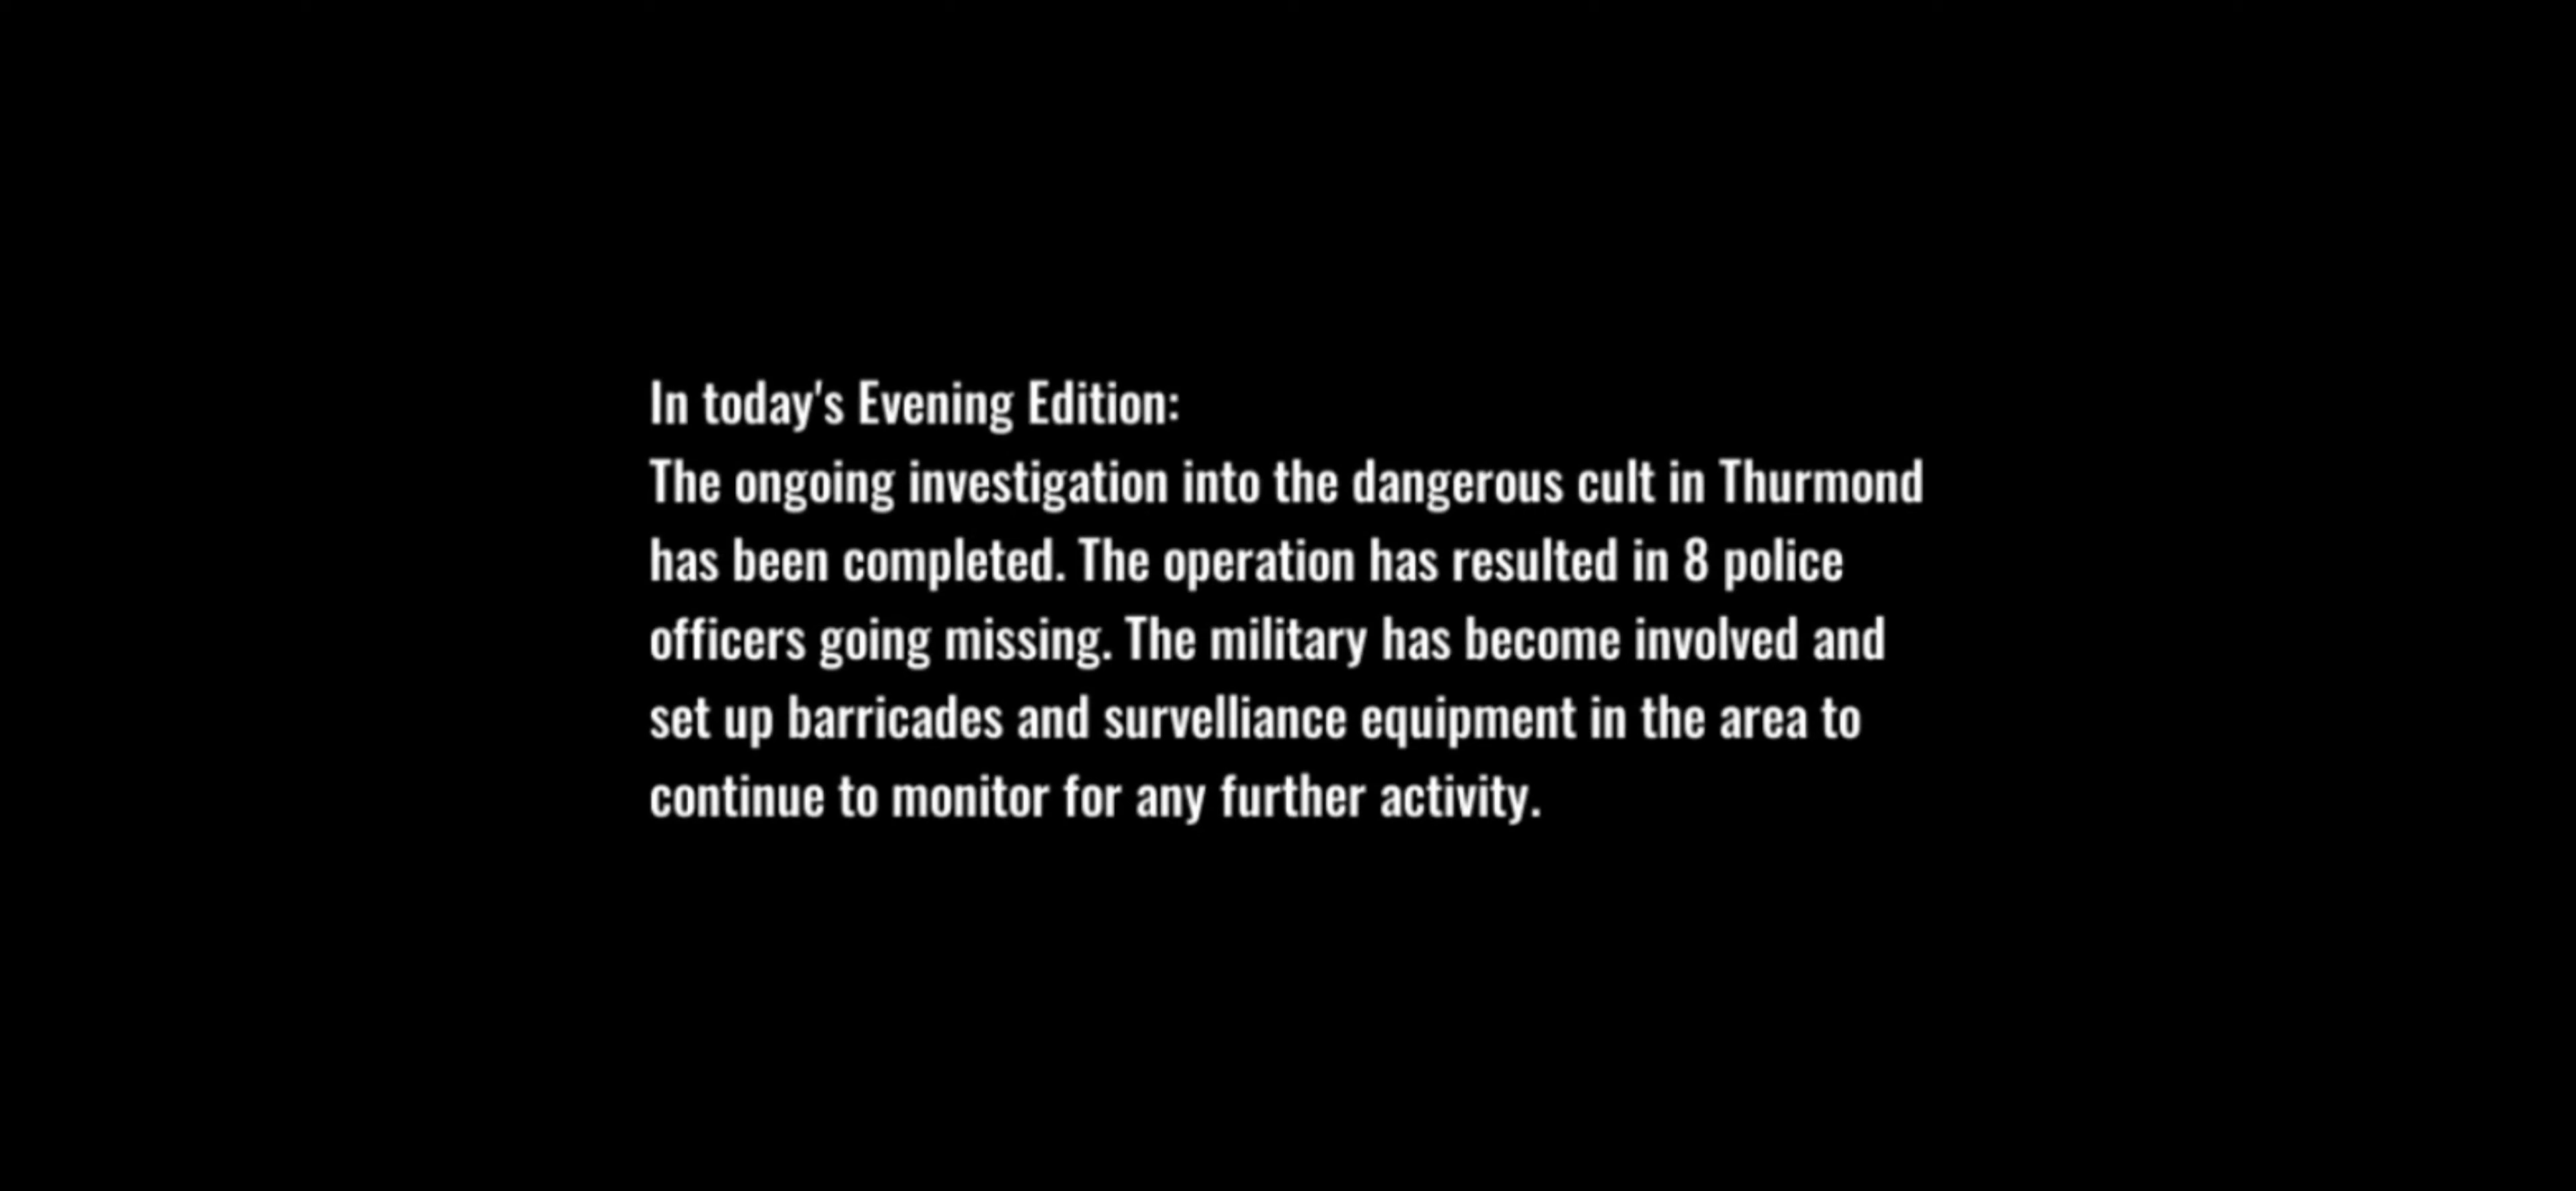 In today's Evening Edition:
The ongoing investigation into the dangerous cult in Thurmond
has been completed. The operation has resulted in 8 police
officers going missing. The military has become involved and
set up barricades and survelliance equipment in the area to
continue to monitor for any further activity.